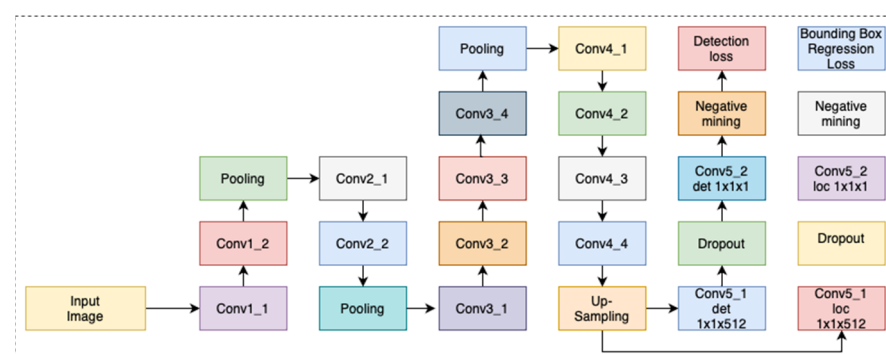 Input
Image
Conv1_1
Conv1_2
Pooling
Conv2_1
Conv2_2
Pooling
Conv3_1
Conv3_2
Conv3_3
Conv3_4
Pooling
Conv4_1
Conv4_2
Conv4_3
Conv4_4
Up-
Sampling
Conv5_1
det
1x1x512
Dropout
Conv5_2
det 1x1x1
Negative
mining
Detection
loss
Conv5_1
loc
1x1x512
Dropout
Conv5_2
loc 1x1x1
Negative
mining
Bounding Box
Regression
Loss